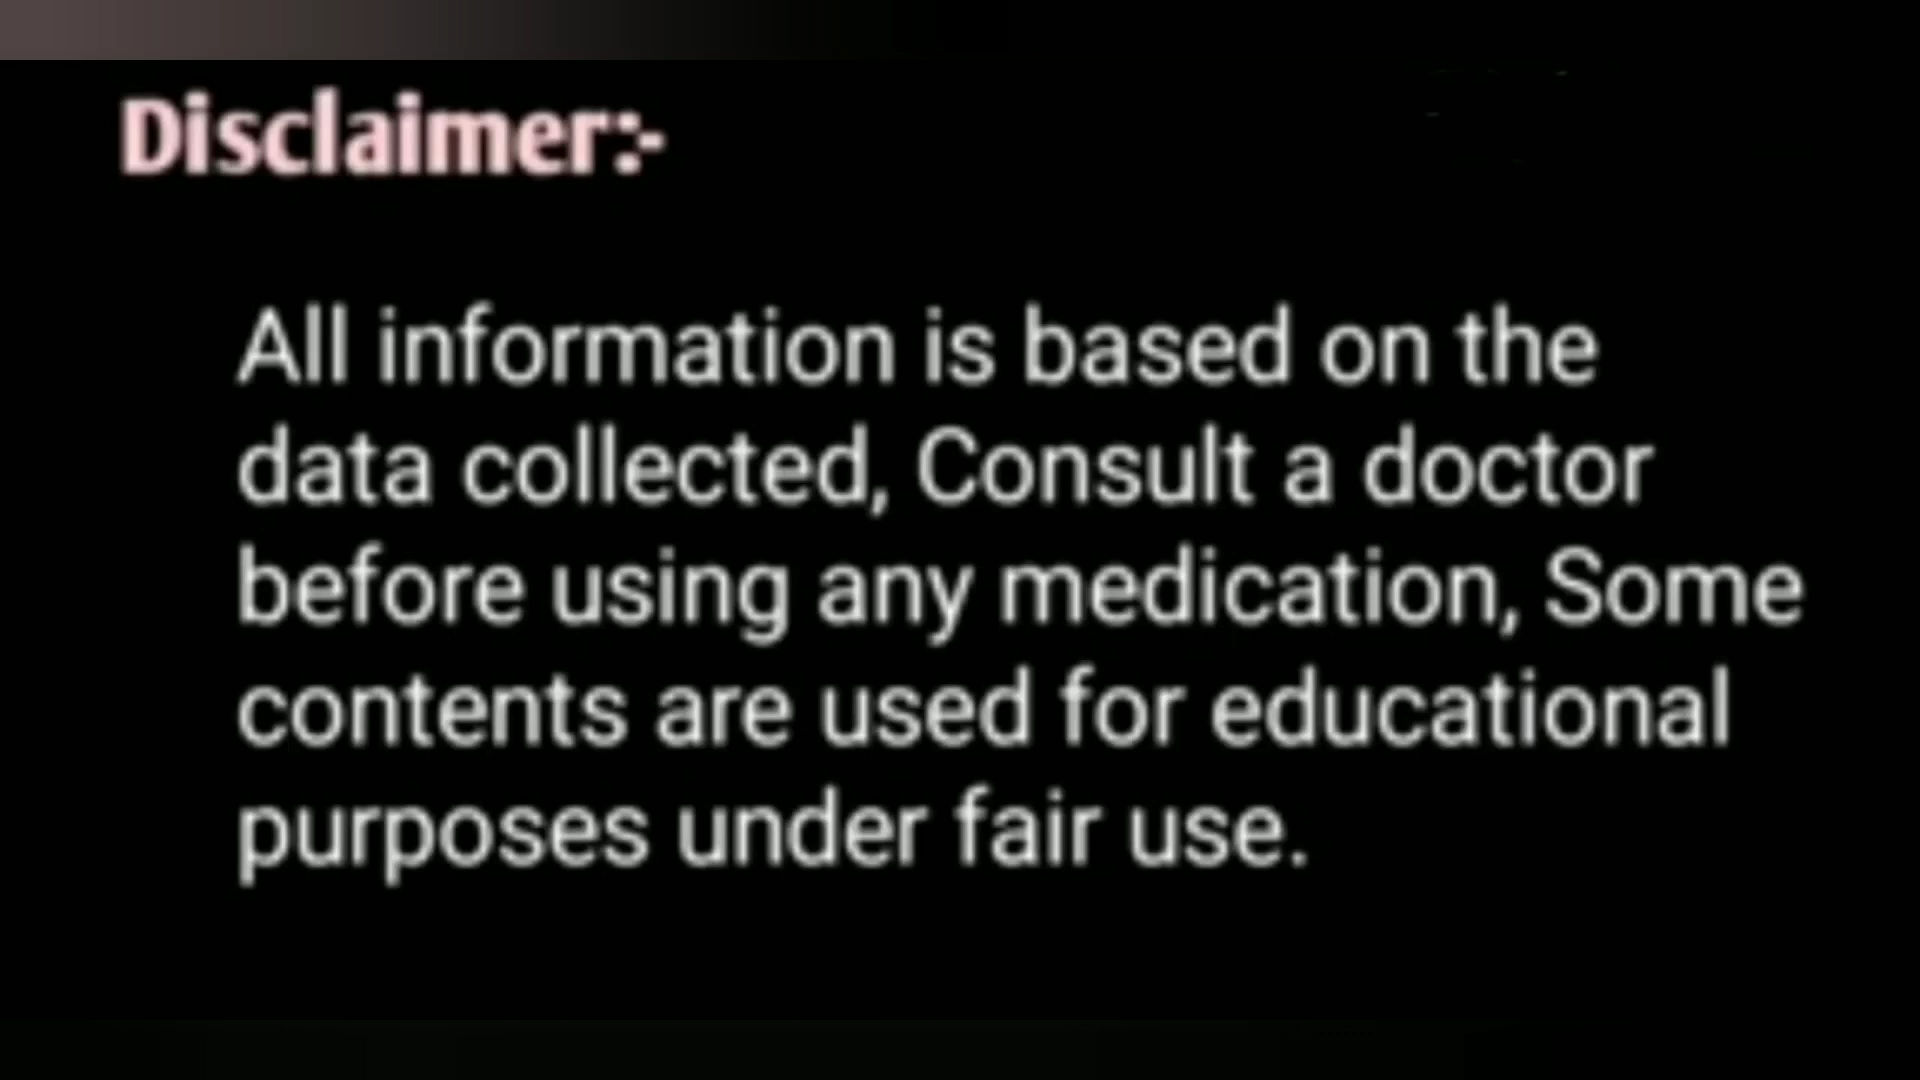 Disclaimer:-
All information is based on the
data collected, Consult a doctor
before using any medication, Some
contents are used for educational
purposes under fair use.